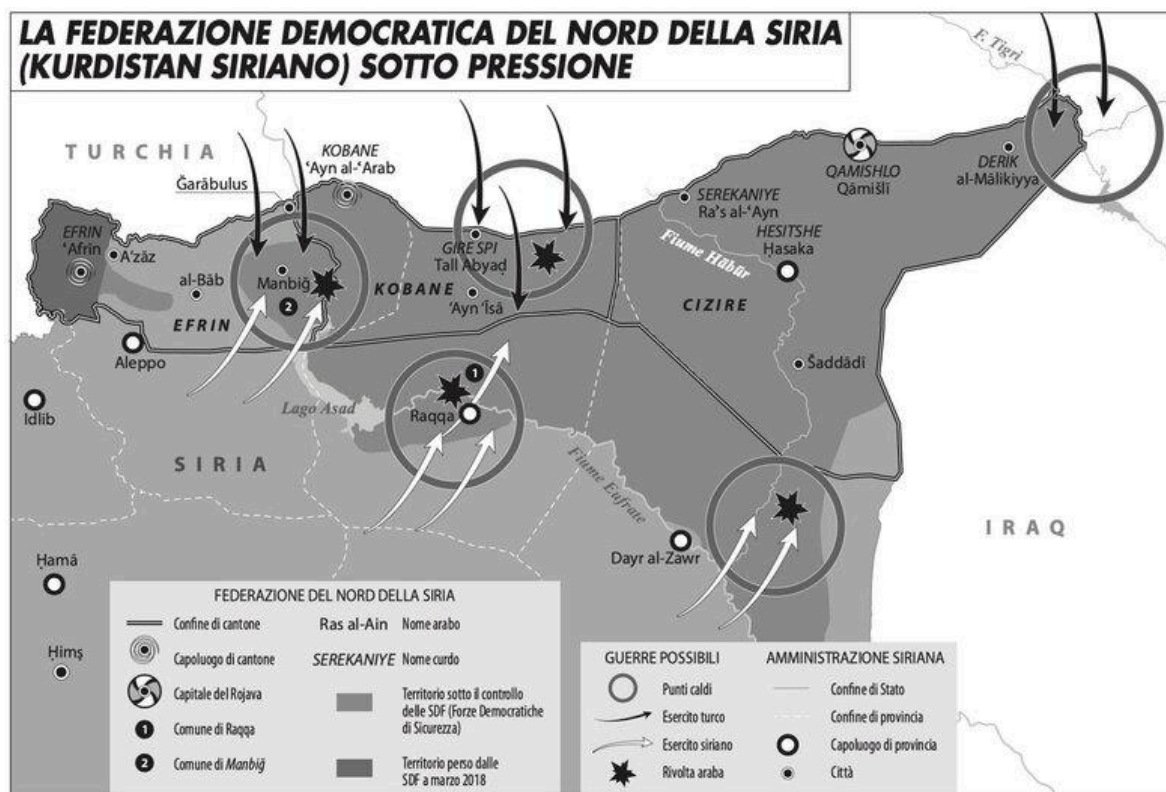 LA FEDERAZIONE DEMOCRATICA DEL NORD DELLA SIRIA
(KURDISTAN SIRIANO) SOTTO PRESSIONE
F. Tigri
TURCHIA
KOBANE
‘Ayn al-‘Arab
Ğarābulus
QAMISHLO
Qāmišlī
DERIK
al-Mālikiyya
SEREKANIYE
Ra's al-‘Ayn
EFRIN
‘Afrīn
A‘zāz
GIRE SPI
Tall Abyaḍ
HESITSHE
Ḥasaka
Fiume Hābūr
al-Bāb
Manbiğ
KOBANE
‘Ayn ‘Īsā
2
EFRIN
CIZIRE
Aleppo
Šaddādī
1
Idlib
Lago Asad
Raqqa
SIRIA
Fiume Eufrate
IRAQ
Dayr al-Zawr
Ḥamā
Ḥimṣ
FEDERAZIONE DEL NORD DELLA SIRIA
Confine di cantone
Capoluogo di cantone
Capitale del Rojava
1 Comune di Raqqa
2 Comune di Manbiğ
Ras al-Ain Nome arabo
SEREKANIYE Nome curdo
Territorio sotto il controllo
delle SDF (Forze Democratiche
di Sicurezza)
Territorio perso dalle
SDF a marzo 2018
GUERRE POSSIBILI
Punti caldi
Esercito turco
Esercito siriano
Rivolta araba
AMMINISTRAZIONE SIRIANA
Confine di Stato
Confine di provincia
Capoluogo di provincia
Città